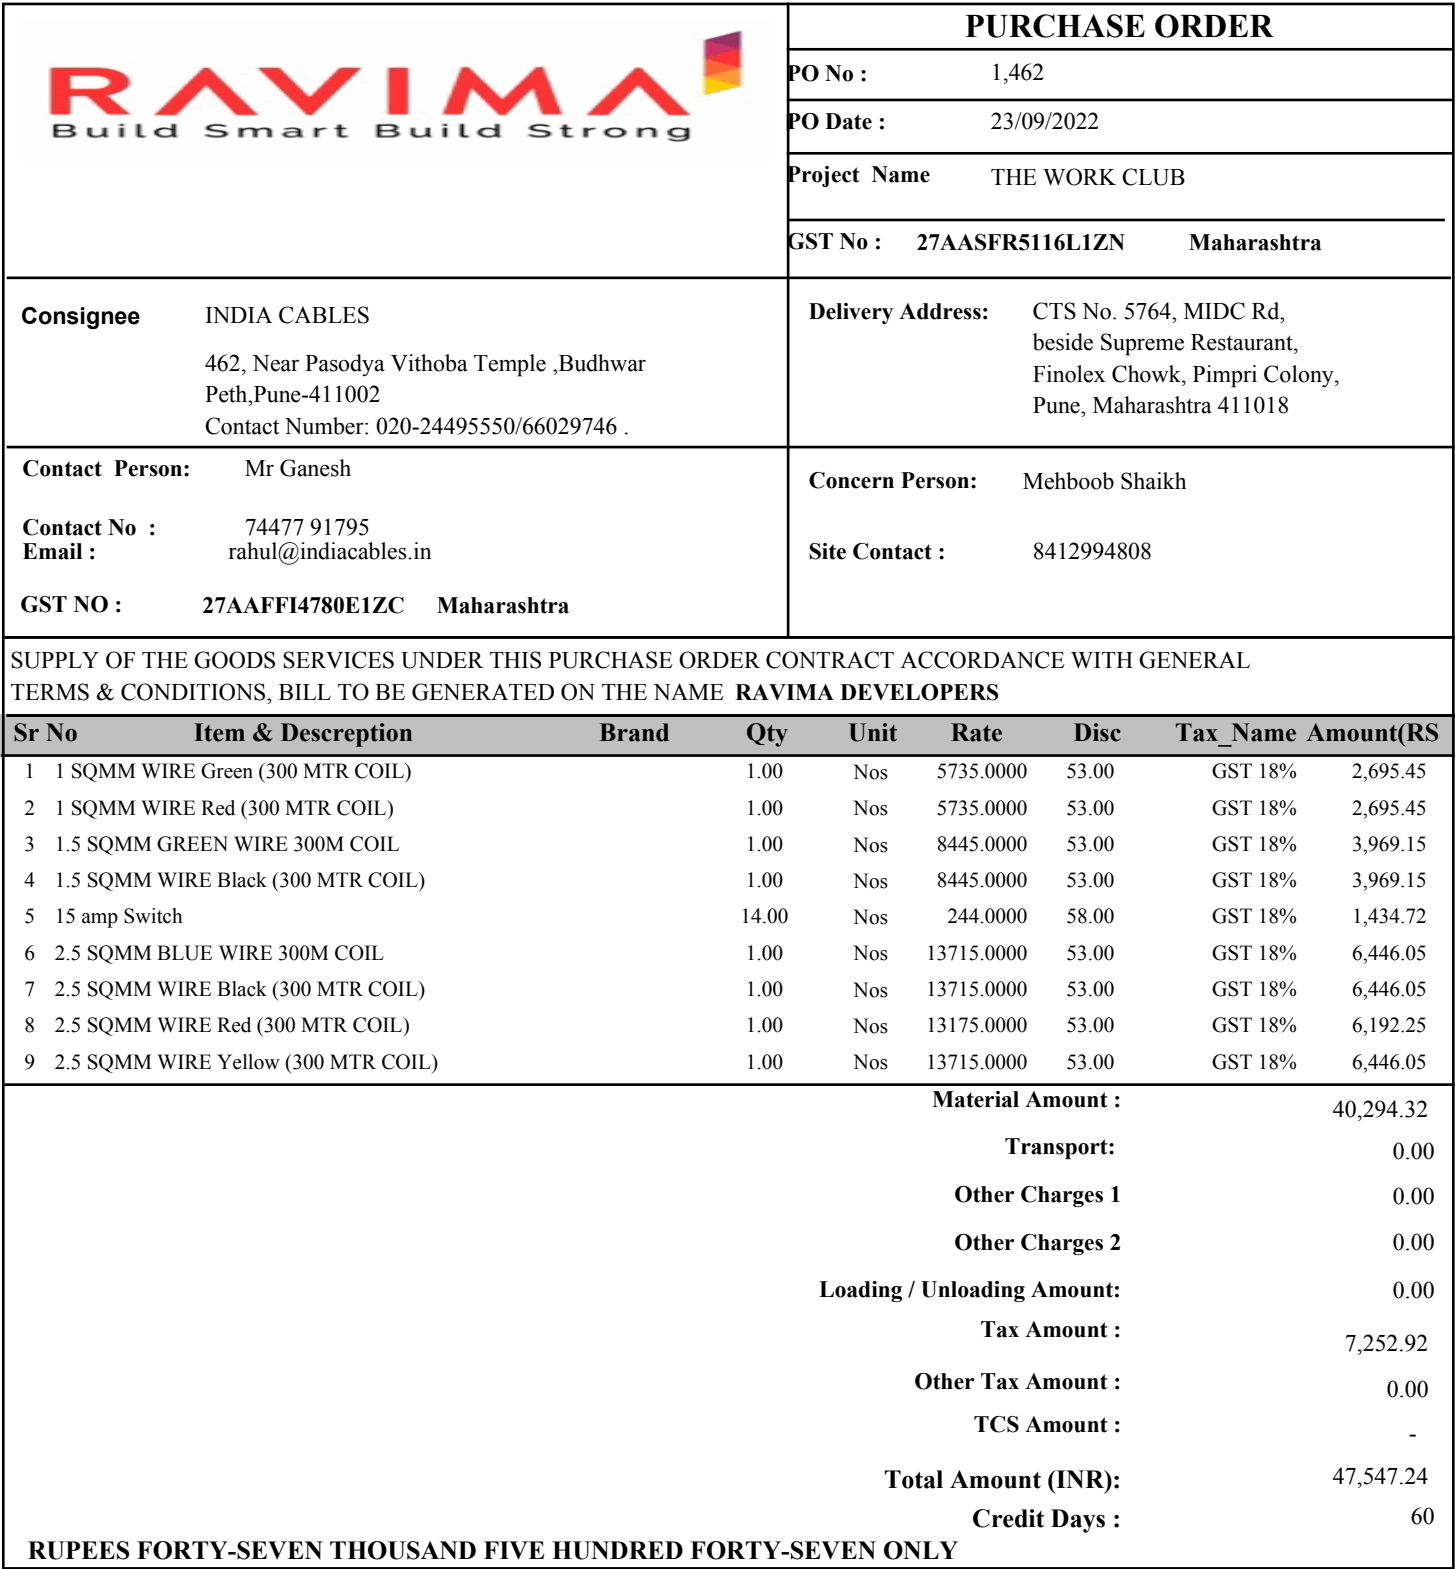 RAVIMA
Build Smart Build Strong
PURCHASE ORDER
PO No : 1,462
PO Date : 23/09/2022
Project Name THE WORK CLUB
GST No : 27AASFR5116L1ZN Maharashtra
Consignee INDIA CABLES
462, Near Pasodya Vithoba Temple ,Budhwar
Peth,Pune-411002
Contact Number: 020-24495550/66029746 .
Delivery Address: CTS No. 5764, MIDC Rd,
beside Supreme Restaurant,
Finolex Chowk, Pimpri Colony,
Pune, Maharashtra 411018
Contact Person: Mr Ganesh
Contact No : 74477 91795
Email : rahul@indiacables.in
GST NO : 27AAFFI4780E1ZC Maharashtra
Concern Person: Mehboob Shaikh
Site Contact : 8412994808
SUPPLY OF THE GOODS SERVICES UNDER THIS PURCHASE ORDER CONTRACT ACCORDANCE WITH GENERAL
TERMS & CONDITIONS, BILL TO BE GENERATED ON THE NAME RAVIMA DEVELOPERS
Sr No Item & Descreption Brand Qty Unit Rate Disc Tax_Name Amount(RS
1 1 SQMM WIRE Green (300 MTR COIL) 1.00 Nos 5735.0000 53.00 GST 18% 2,695.45
2 1 SQMM WIRE Red (300 MTR COIL) 1.00 Nos 5735.0000 53.00 GST 18% 2,695.45
3 1.5 SQMM GREEN WIRE 300M COIL 1.00 Nos 8445.0000 53.00 GST 18% 3,969.15
4 1.5 SQMM WIRE Black (300 MTR COIL) 1.00 Nos 8445.0000 53.00 GST 18% 3,969.15
5 15 amp Switch 14.00 Nos 244.0000 58.00 GST 18% 1,434.72
6 2.5 SQMM BLUE WIRE 300M COIL 1.00 Nos 13715.0000 53.00 GST 18% 6,446.05
7 2.5 SQMM WIRE Black (300 MTR COIL) 1.00 Nos 13715.0000 53.00 GST 18% 6,446.05
8 2.5 SQMM WIRE Red (300 MTR COIL) 1.00 Nos 13175.0000 53.00 GST 18% 6,192.25
9 2.5 SQMM WIRE Yellow (300 MTR COIL) 1.00 Nos 13715.0000 53.00 GST 18% 6,446.05
Material Amount : 40,294.32
Transport: 0.00
Other Charges 1 0.00
Other Charges 2 0.00
Loading / Unloading Amount: 0.00
Tax Amount : 7,252.92
Other Tax Amount : 0.00
TCS Amount : -
Total Amount (INR): 47,547.24
Credit Days : 60
RUPEES FORTY-SEVEN THOUSAND FIVE HUNDRED FORTY-SEVEN ONLY